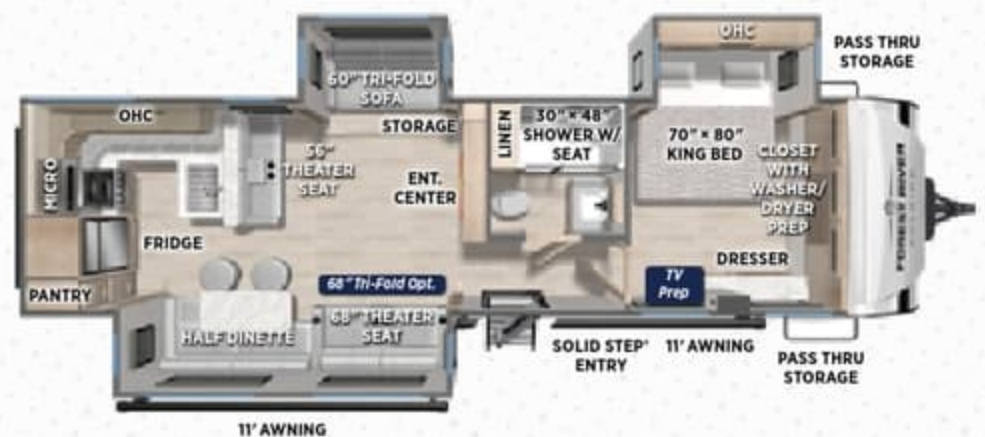 OHC
PASS THRU
STORAGE
60" TRI-FOLD
SOFA
OHC
STORAGE
LINEN
30" × 48"
SHOWER W/
SEAT
70" × 80"
KING BED
CLOSET
WITH
WASHER/
DRYER
PREP
MICRO
56"
THEATER
SEAT
ENT.
CENTER
FOREST RIVER
FRIDGE
DRESSER
PANTRY
68" Tri-Fold Opt.
TV
Prep
HALF DINETTE
68" THEATER
SEAT
SOLID STEP®
ENTRY
11' AWNING
PASS THRU
STORAGE
11' AWNING